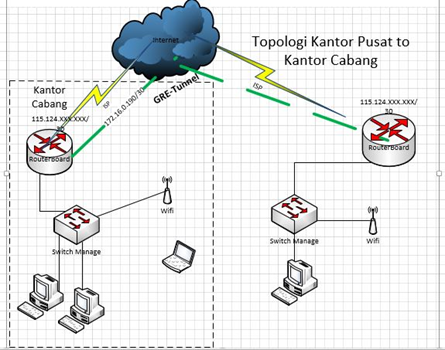 Internet
Topologi Kantor Pusat to
Kantor Cabang
Kantor
Cabang
ISP
172.16.0.190/30
GRE-Tunnel
ISP
115.124.XXX.XXX/
30
RouterBoard
115.124.XXX.XXX/
30
RouterBoard
Wifi
Switch Manage
Switch Manage
Wifi